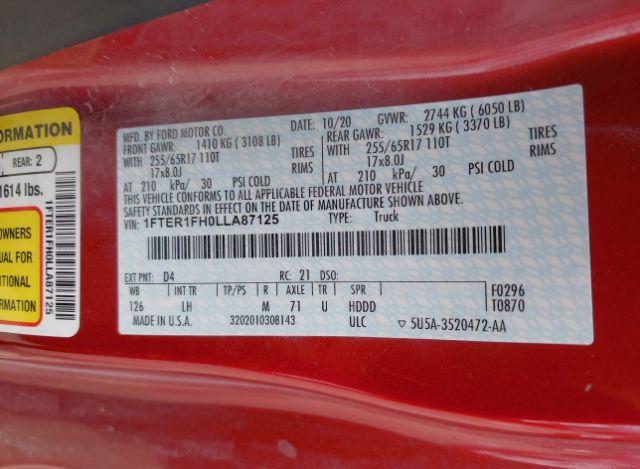 ORMATION
REAR: 2
1614 lbs.
OWNERS
UAL FOR
ITIONAL
RMATION
1FTER1FH0LLA87125
MFD. BY FORD MOTOR CO. DATE: 10/20 GVWR: 2744 KG ( 6050 LB)
FRONT GAWR: 1410 KG ( 3108 LB) REAR GAWR: 1529 KG ( 3370 LB)
WITH 255/65R17 110T TIRES WITH 255/65R17 110T TIRES
17x8.0J RIMS 17x8.0J RIMS
AT 210 kPa/ 30 PSI COLD AT 210 kPa/ 30 PSI COLD
THIS VEHICLE CONFORMS TO ALL APPLICABLE FEDERAL MOTOR VEHICLE
SAFETY STANDARDS IN EFFECT ON THE DATE OF MANUFACTURE SHOWN ABOVE.
VIN: 1FTER1FH0LLA87125 TYPE: Truck
EXT PNT: D4 RC: 21 DSO:
WB INT TR TP/PS R AXLE TR SPR F0296
126 LH M 71 U HDDD T0870
MADE IN U.S.A. 3202010308143 ULC 5U5A-3520472-AA